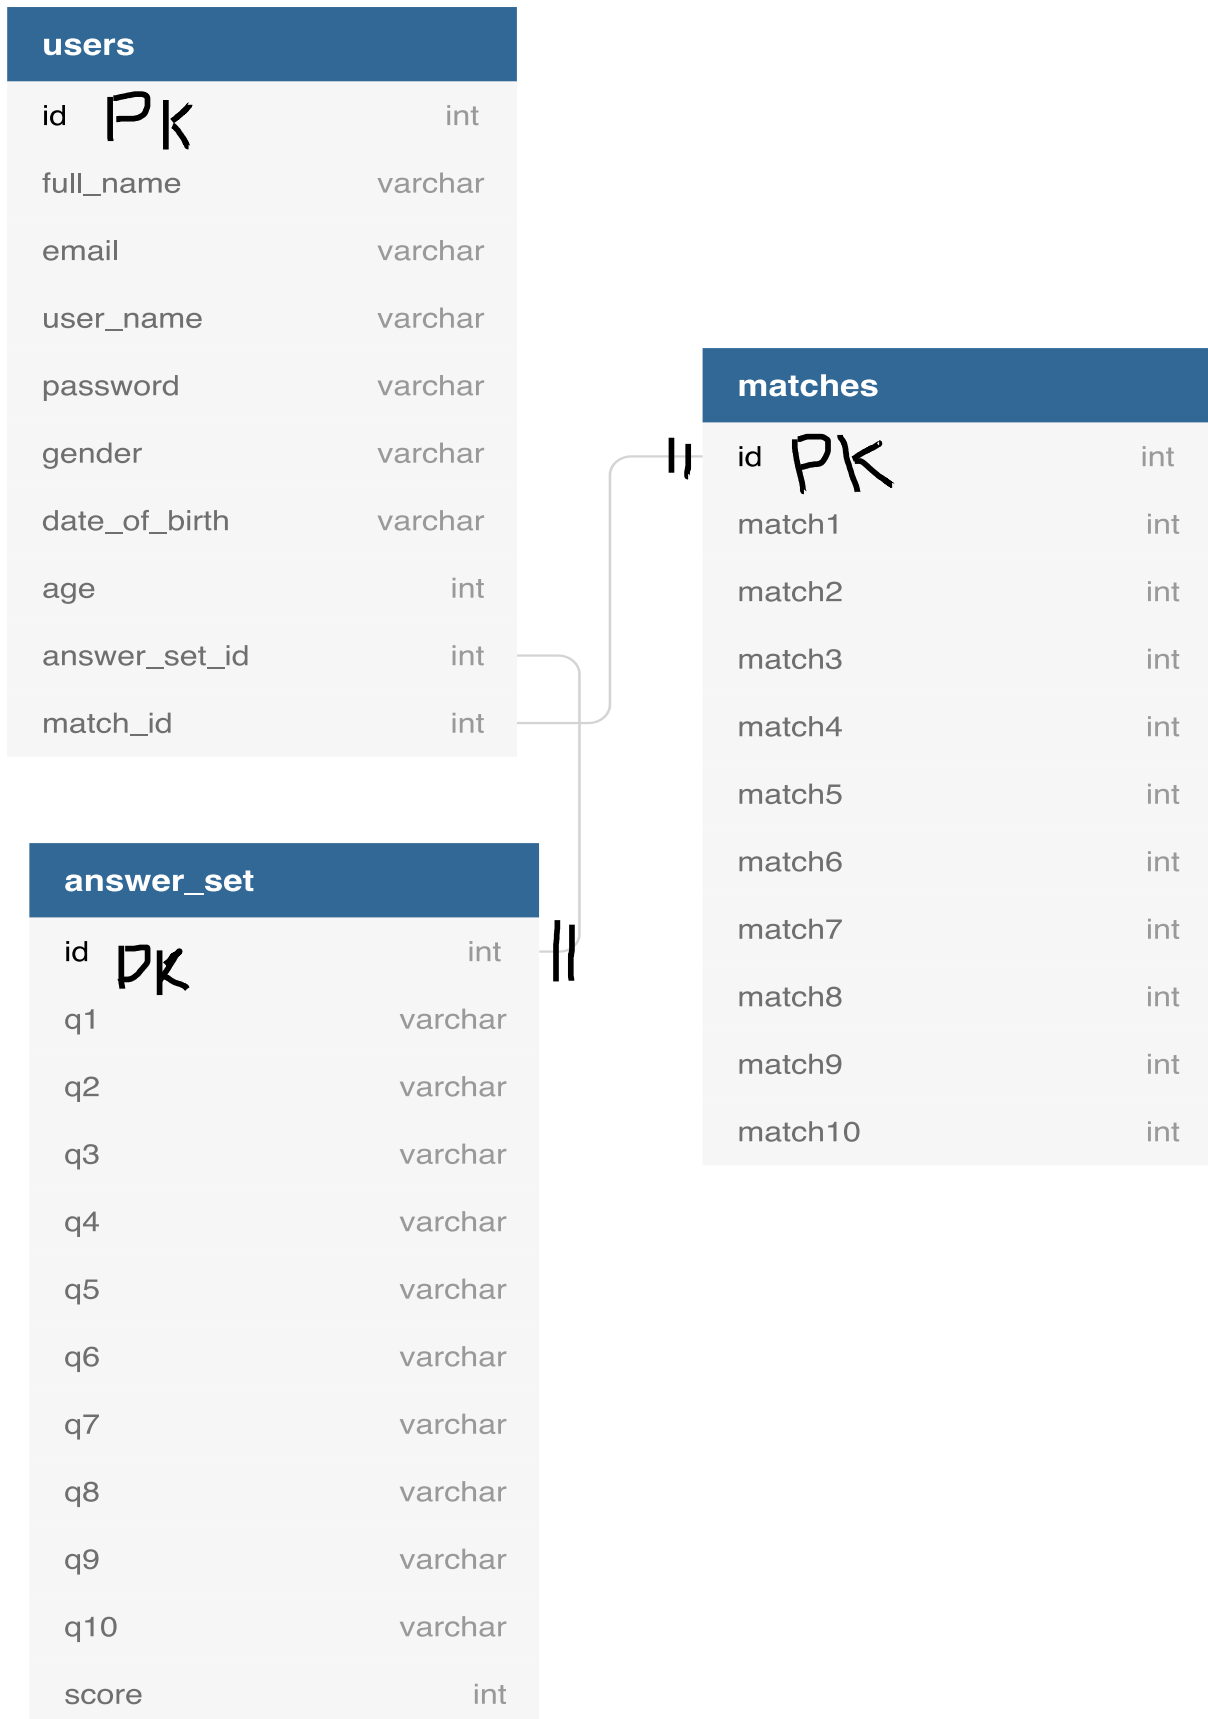 users
id PK int
full_name varchar
email varchar
user_name varchar
password varchar
gender varchar
date_of_birth varchar
age int
answer_set_id int
match_id int
matches
id PK int
match1 int
match2 int
match3 int
match4 int
match5 int
match6 int
match7 int
match8 int
match9 int
match10 int
answer_set
id PK int
q1 varchar
q2 varchar
q3 varchar
q4 varchar
q5 varchar
q6 varchar
q7 varchar
q8 varchar
q9 varchar
q10 varchar
score int